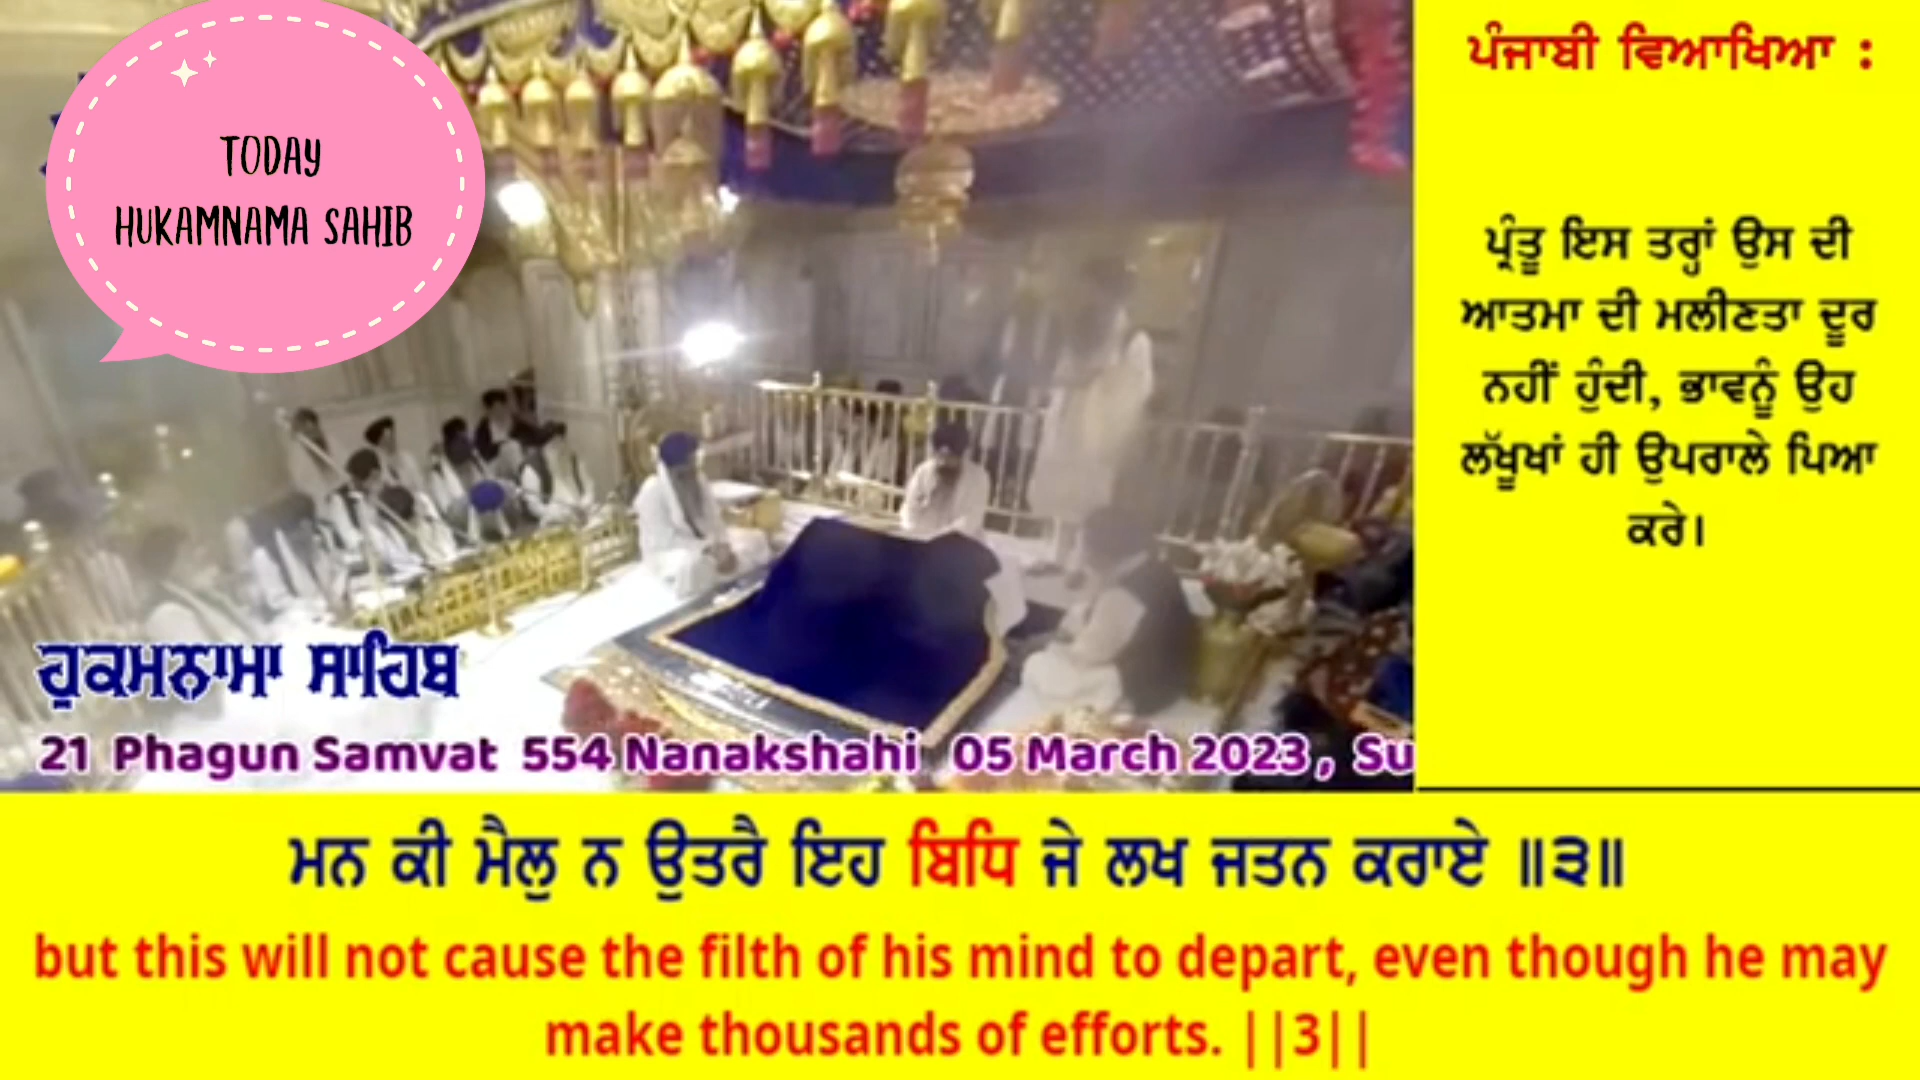 TODAY
HUKAMNAMA SAHIB
ਪੰਜਾਬੀ ਵਿਆਖਿਆ :
ਪ੍ਰੰਤੂ ਇਸ ਤਰ੍ਹਾਂ ਉਸ ਦੀ
ਆਤਮਾ ਦੀ ਮਲੀਣਤਾ ਦੂਰ
ਨਹੀਂ ਹੁੰਦੀ, ਭਾਵਨੂੰ ਉਹ
ਲੱਖੂਖਾਂ ਹੀ ਉਪਰਾਲੇ ਪਿਆ
ਕਰੇ।
ਹੁਕਮਨਾਮਾ ਸਾਹਿਬ
21 Phagun Samvat 554 Nanakshahi 05 March 2023, Su
ਮਨ ਕੀ ਮੈਲੁ ਨ ਉਤਰੈ ਇਹ ਬਿਧਿ ਜੇ ਲਖ ਜਤਨ ਕਰਾਏ ॥੩॥
but this will not cause the filth of his mind to depart, even though he may
make thousands of efforts. ||3||